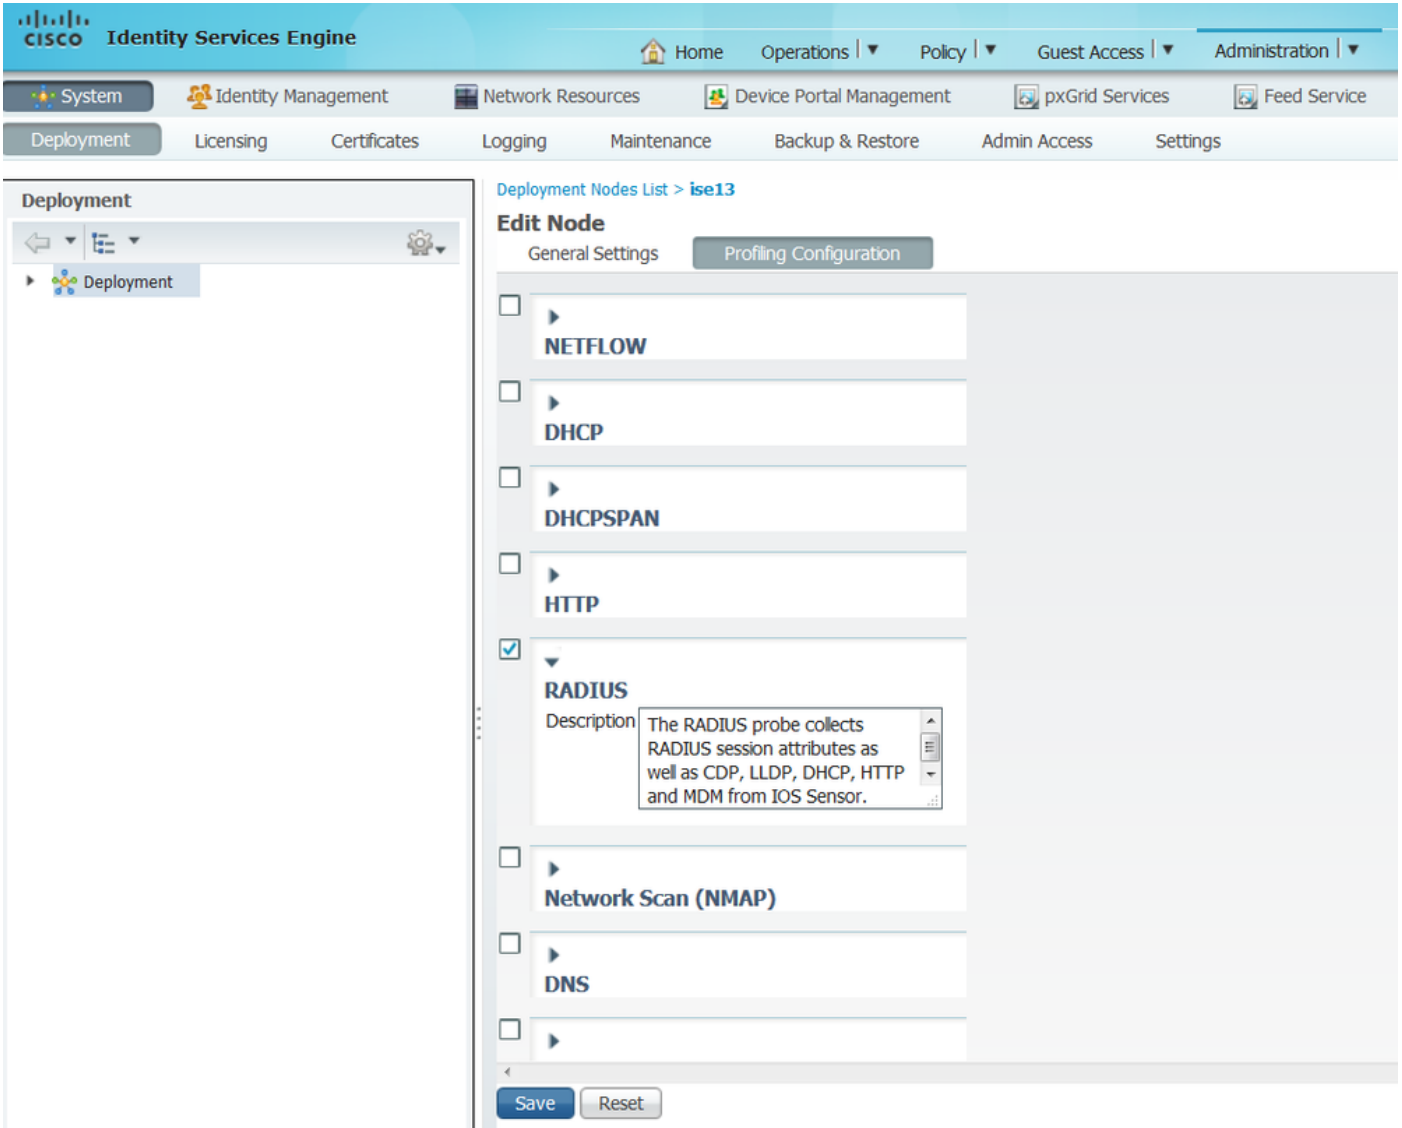 CISCO Identity Services Engine
Home Operations Policy Guest Access Administration
System Identity Management Network Resources Device Portal Management pxGrid Services Feed Service
Deployment Licensing Certificates Logging Maintenance Backup & Restore Admin Access Settings
Deployment
Deployment
Deployment Nodes List > ise13
Edit Node
General Settings Profiling Configuration
NETFLOW
DHCP
DHCPSPAN
HTTP
RADIUS
Description The RADIUS probe collects
RADIUS session attributes as
well as CDP, LLDP, DHCP, HTTP
and MDM from IOS Sensor.
Network Scan (NMAP)
DNS
Save Reset